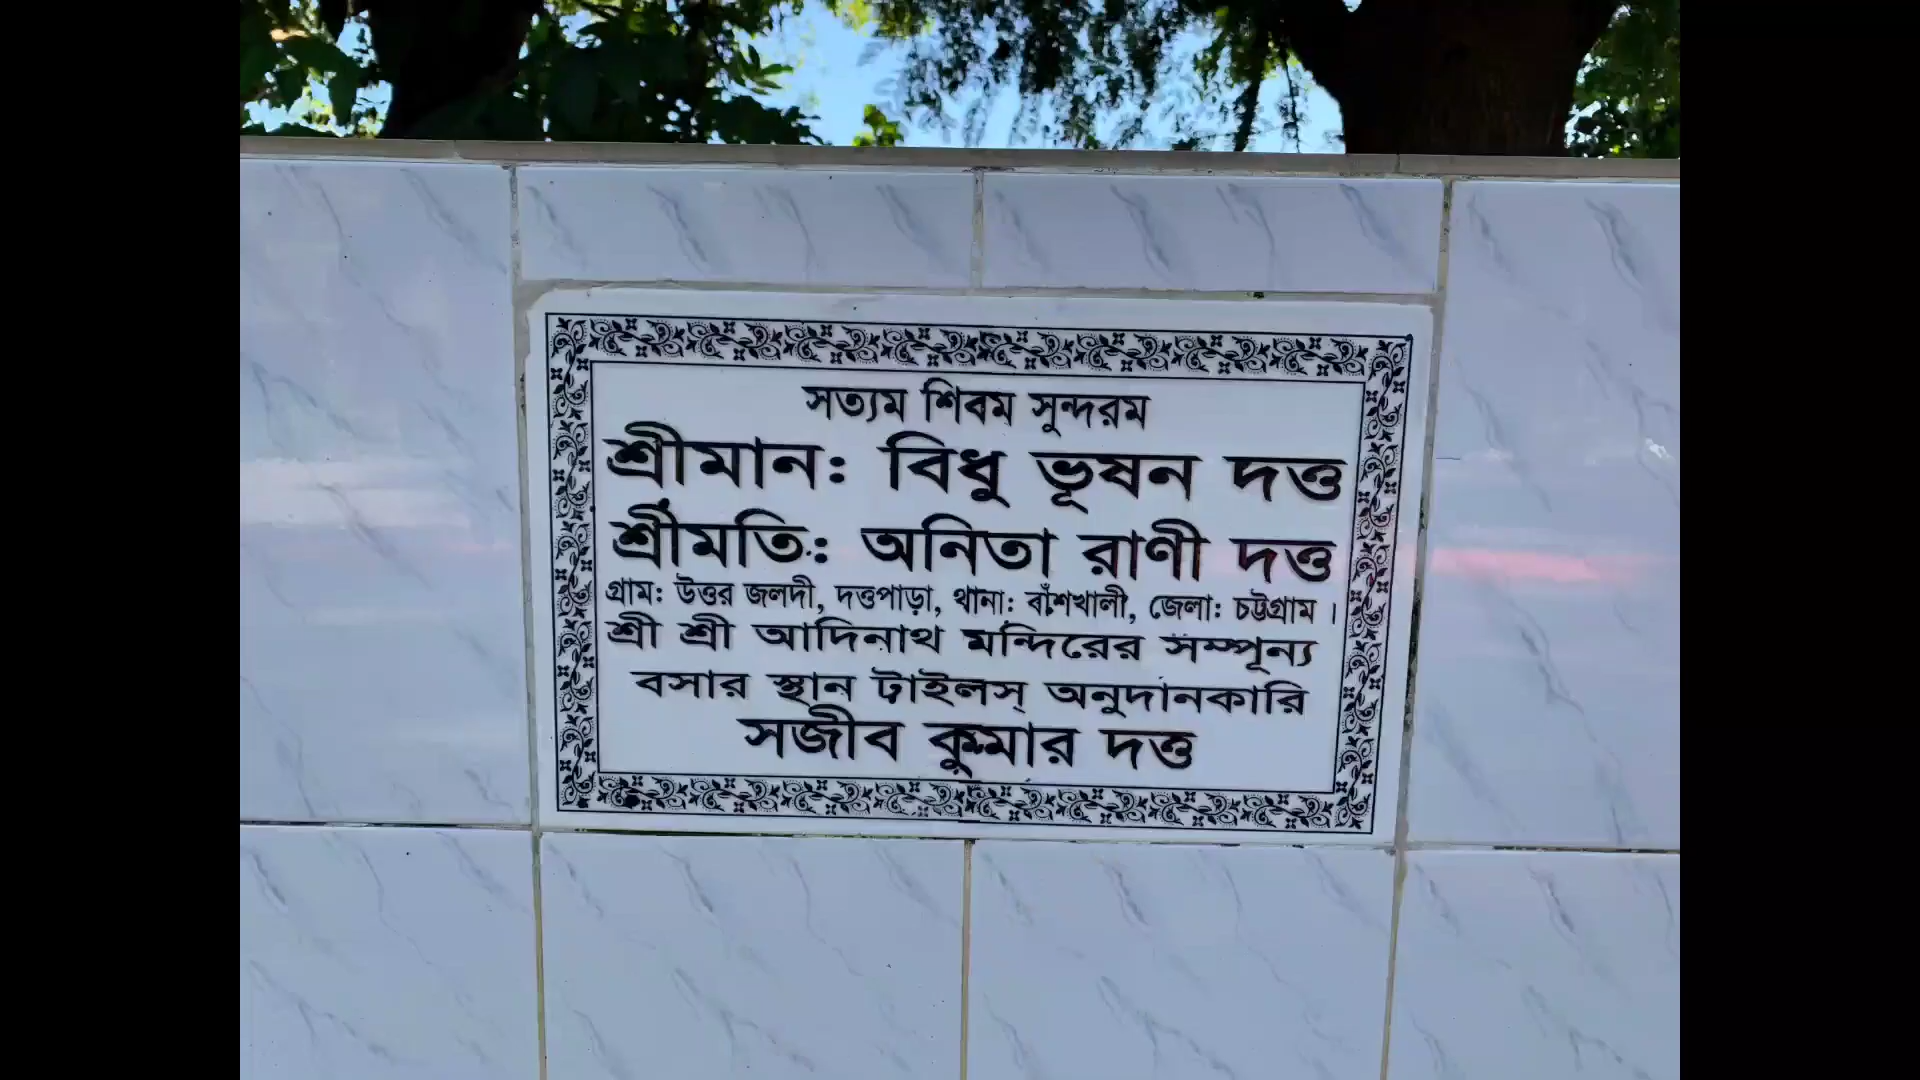 সত্যম শিবম সুন্দরম
শ্রীমান: বিধু ভূষন দত্ত
শ্রীমতি: অনিতা রাণী দত্ত
গ্রাম: উত্তর জলদী, দত্তপাড়া, থানা: বাঁশখালী, জেলা: চট্টগ্রাম।
শ্রী শ্রী আদিনাথ মন্দিরের সম্পূন্য
বসার স্থান টাইলস্ অনুদানকারি
সজীব কুমার দত্ত